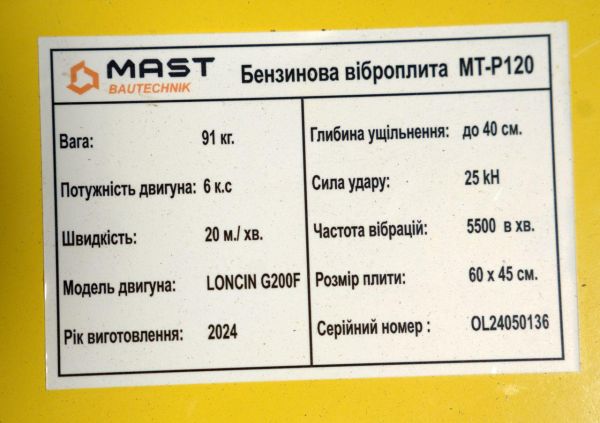 MAST
BAUTECHNIK
Бензинова віброплита МТ-Р120
Вага: 91 кг.
Потужність двигуна: 6 к.с
Швидкість: 20 м./ хв.
Модель двигуна: LONCIN G200F
Рік виготовлення: 2024
Глибина ущільнення: до 40 см.
Сила удару: 25 kH
Частота вібрацій: 5500 в хв.
Розмір плити: 60 х 45 см.
Серійний номер : OL24050136